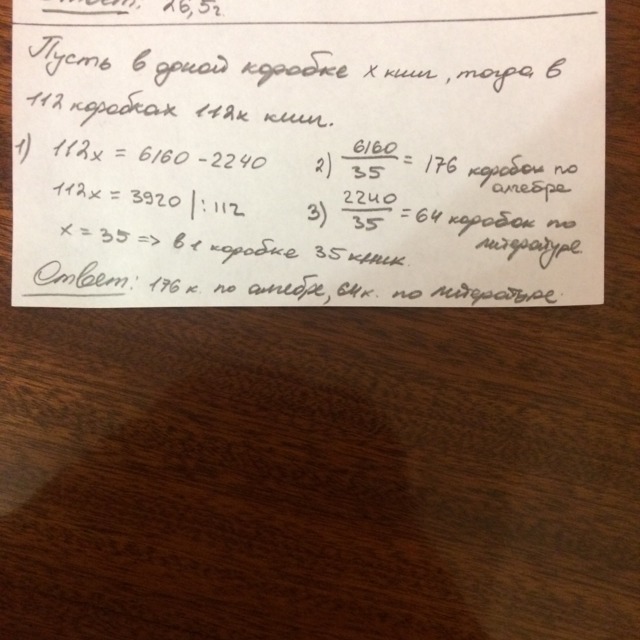 Ответ: 26,5г.
Пусть в одной коробке x книг, тогда в
112 коробках 112x книг.
1) 112x = 6160 - 2240
112x = 3920 |: 112
x = 35 => в 1 коробке 35 книг.
2) 6160/35 = 176 коробок по
алгебре
3) 2240/35 = 64 коробок по
литературе
Ответ: 176 к. по алгебре, 64 к. по литературе.